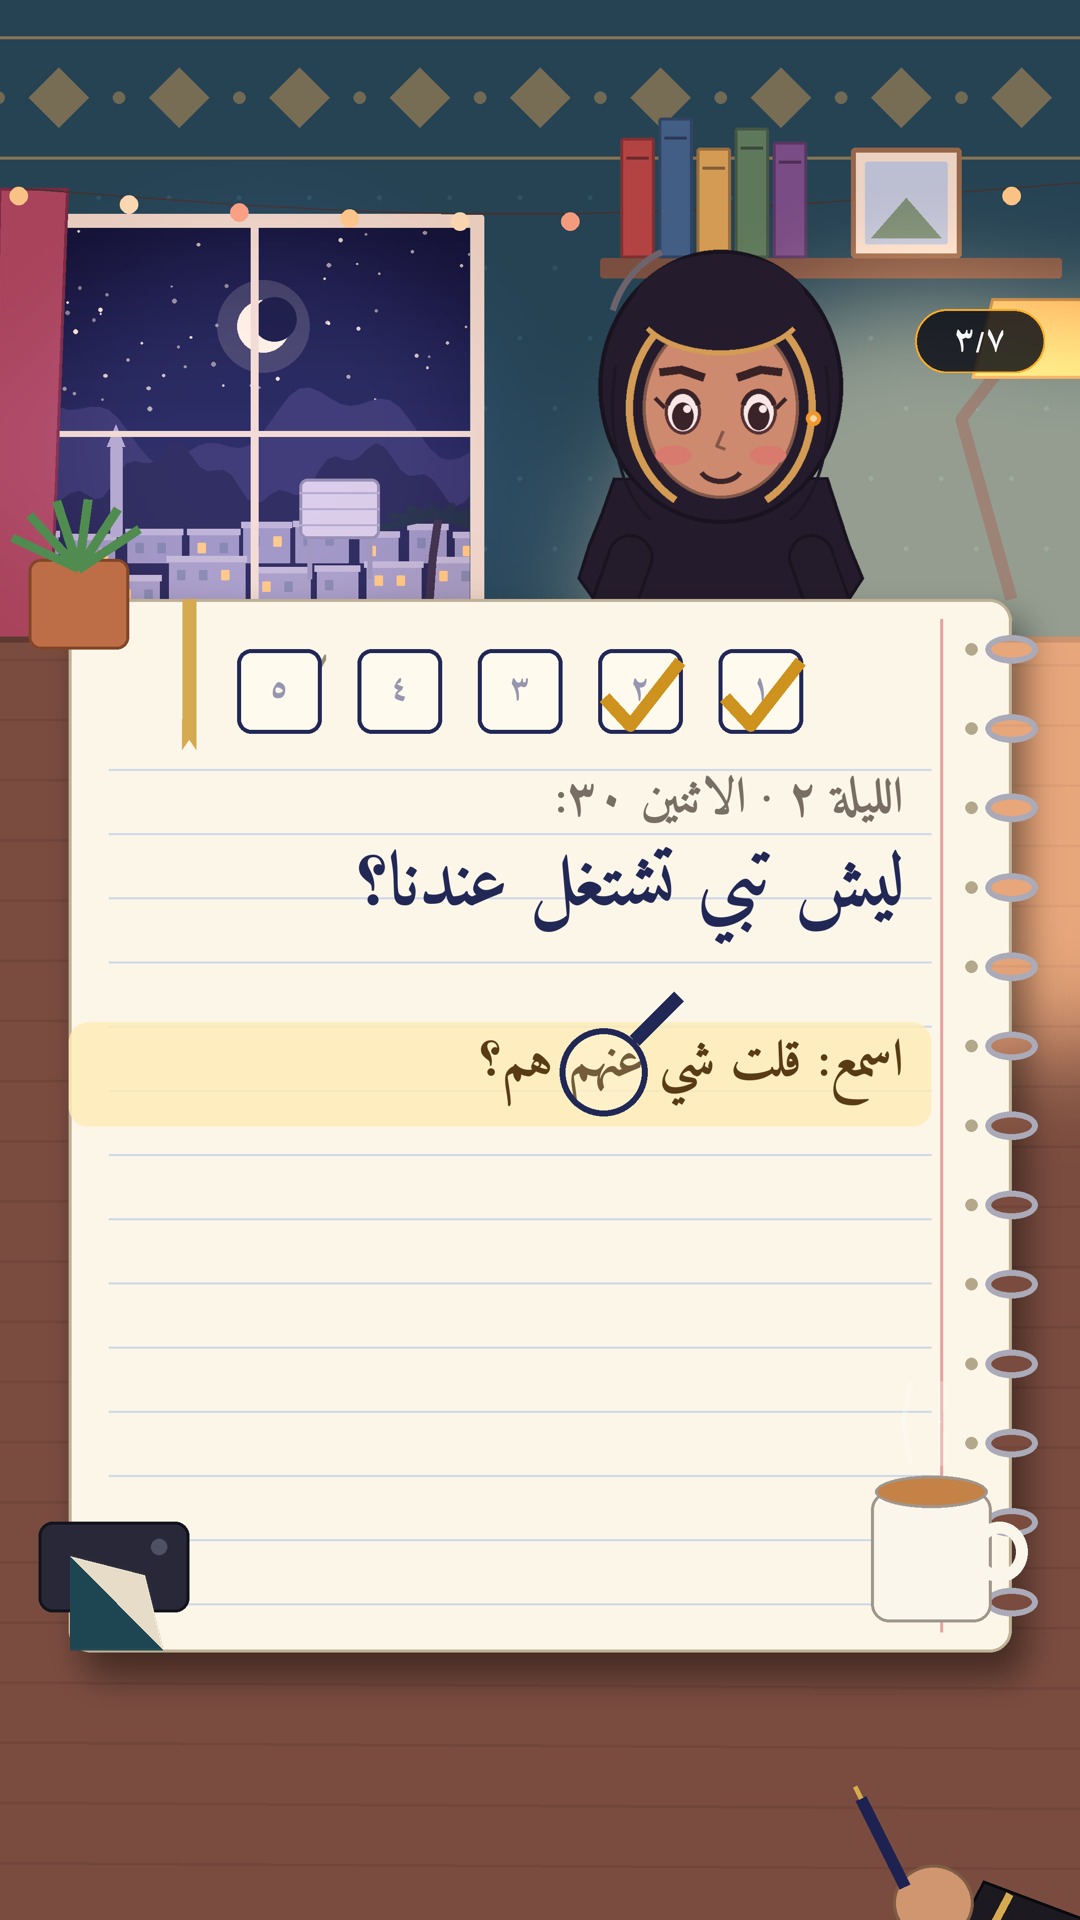 ٣/٧
١ ٢ ٣ ٤ ٥
الليلة ٢ · الاثنين ٣٠:
ليش تبي تشتغل عندنا؟
اسمع: قلت شي عنهم هم؟